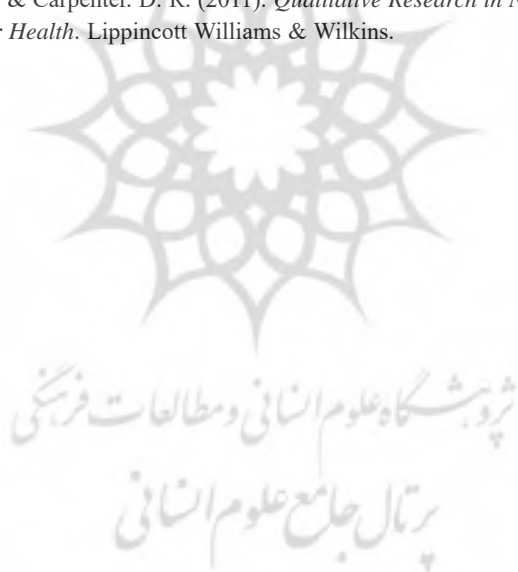 & Carpenter. D. R. (2011). Qualitative Research in N
r Health. Lippincott Williams & Wilkins.
پژوهشگاه علوم انسانی و مطالعات فرهنگی
پرتال جامع علوم انسانی